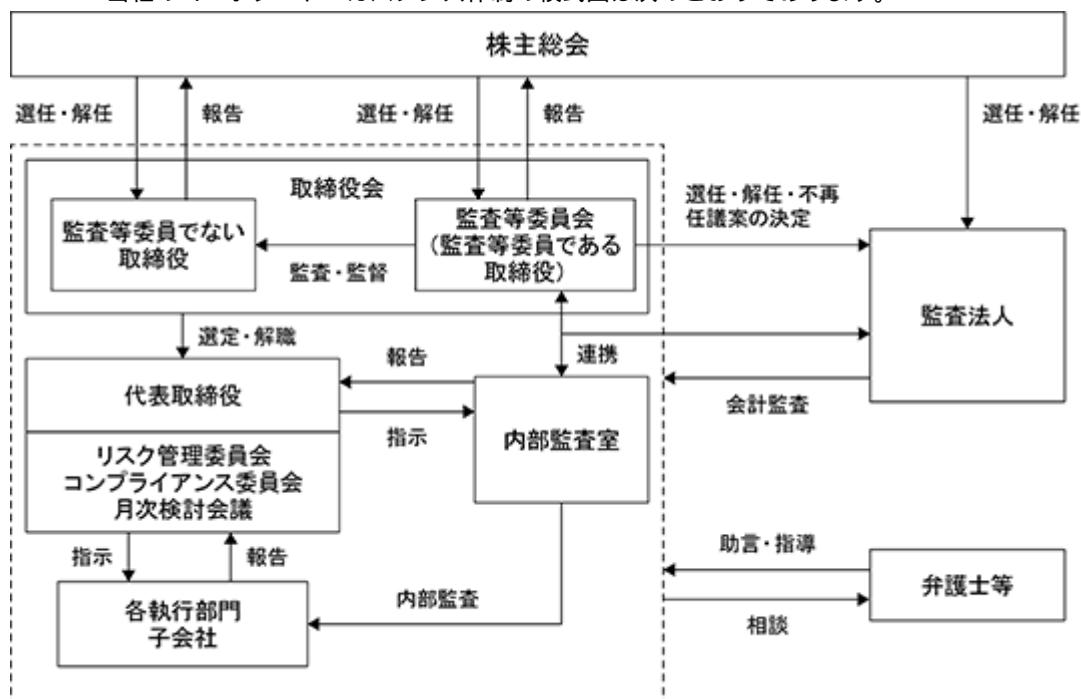 株主総会
選任・解任
報告
選任・解任
報告
選任・解任
取締役会
監査等委員でない
取締役
監査等委員会
(監査等委員である
取締役)
監査・監督
選任・解任・不再
任議案の決定
監査法人
選定・解職
連携
報告
会計監査
代表取締役
指示
内部監査室
リスク管理委員会
コンプライアンス委員会
月次検討会議
指示
報告
助言・指導
弁護士等
相談
内部監査
各執行部門
子会社